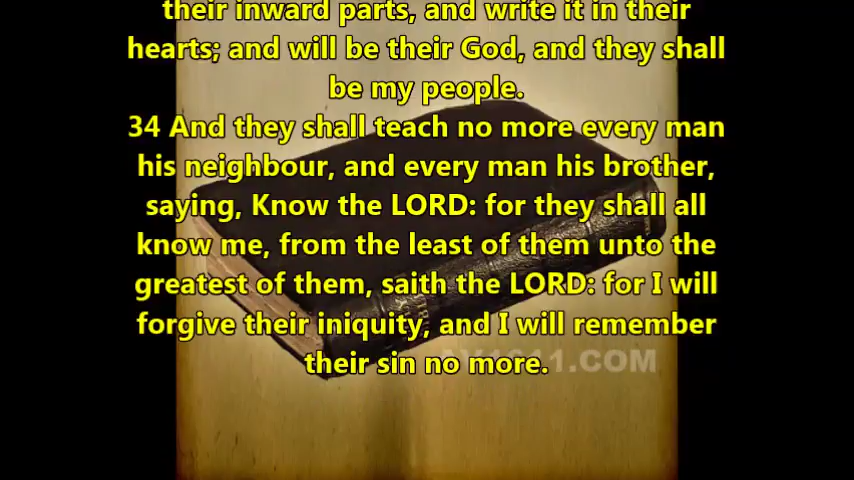 their inward parts, and write it in their
hearts; and will be their God, and they shall
be my people.
34 And they shall teach no more every man
his neighbour, and every man his brother,
saying, Know the LORD: for they shall all
know me, from the least of them unto the
greatest of them, saith the LORD: for I will
forgive their iniquity, and I will remember
their sin no more.